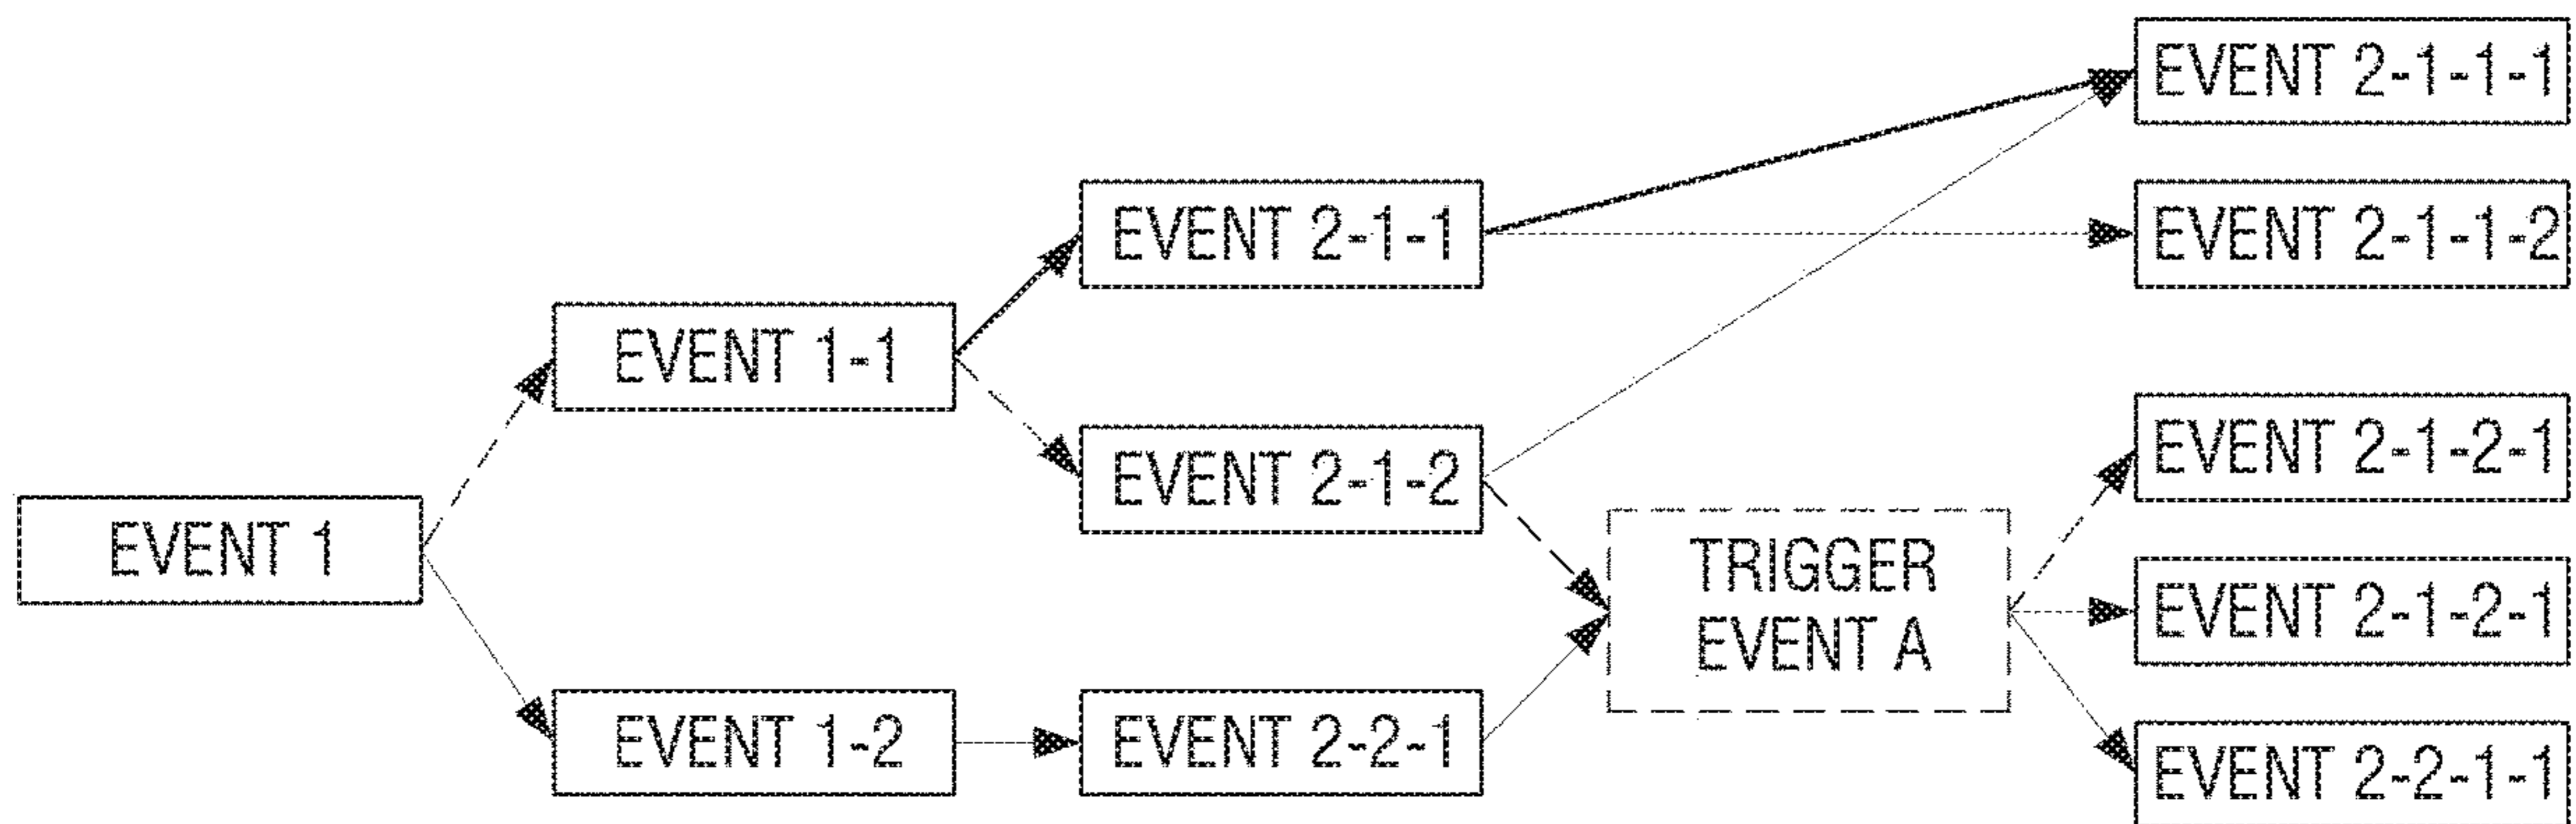 EVENT 2-1-1-1
EVENT 2-1-1
EVENT 2-1-1-2
EVENT 1-1
EVENT 2-1-2
EVENT 2-1-2-1
EVENT 1
TRIGGER
EVENT A
EVENT 2-1-2-1
EVENT 1-2
EVENT 2-2-1
EVENT 2-2-1-1